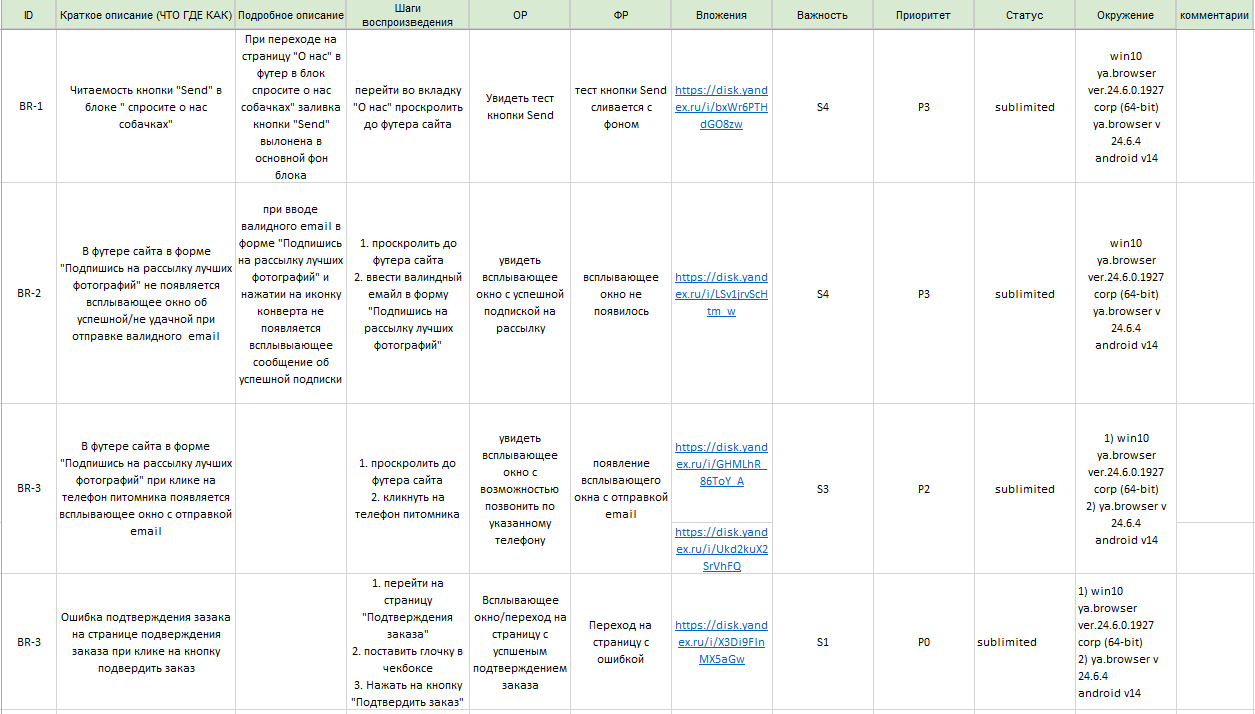 ID
Краткое описание (ЧТО ГДЕ КАК)
Подробное описание
Шаги
воспроизведения
ОР
ФР
Вложения
Важность
Приоритет
Статус
Окружение
комментарии
BR-1
Читаемость кнопки "Send" в
блоке " спросите о нас
собачках"
При переходе на
страницу "О нас" в
футер в блок
спросите о нас
собачках" заливка
кнопки "Send"
вылонена в
основной фон
блока
перейти во вкладку
"О нас" проскролить
до футера сайта
Увидеть тест
кнопки Send
тест кнопки Send
сливается с
фоном
https://disk.yand
ex.ru/i/bxWr6PTH
dGO8zw
S4
P3
sublimited
win10
ya.browser
ver.24.6.0.1927
corp (64-bit)
ya.browser v
24.6.4
android v14
BR-2
В футере сайта в форме
"Подпишись на рассылку лучших
фотографий" не появляется
всплывающее окно об
успешной/не удачной при
отправке валидного  email
при вводе
валидного email в
форме "Подпишись
на рассылку лучших
фотографий" и
нажатии на иконку
конверта не
появляется
всплывыающее
сообщение об
успешной подписки
1. проскролить до
футера сайта
2. ввести валиндный
емайл в форму
"Подпишись на
рассылку лучших
фотографий"
увидеть
всплывающее
окно с успешной
подпиской на
рассылку
всплывающее
окно не
появилось
https://disk.yand
ex.ru/i/LSv1jrvScH
tm_w
S4
P3
sublimited
win10
ya.browser
ver.24.6.0.1927
corp (64-bit)
ya.browser v
24.6.4
android v14
BR-3
В футере сайта в форме
"Подпишись на рассылку лучших
фотографий" при клике на
телефон питомника появляется
всплывающее окно с отправкой
email
1. проскролить до
футера сайта
2. кликнуть на
телефон питомника
увидеть
всплывающее
окно с
возможностью
позвонить по
указанному
телефону
появление
всплывающего
окна с отправкой
email
https://disk.yand
ex.ru/i/GHMLhR_
86ToY_A
https://disk.yand
ex.ru/i/Ukd2kuX2
SrVhFQ
S3
P2
sublimited
1) win10
ya.browser
ver.24.6.0.1927
corp (64-bit)
2) ya.browser v
24.6.4
android v14
BR-3
Ошибка подтверждения зазака
на странице подверждения
заказа при клике на кнопку
подвердить заказ
1. перейти на
страницу
"Подтверждения
заказа"
2. поставить глочку в
чекбоксе
3. Нажать на кнопку
"Подтвердить заказ"
Всплывающее
окно/переход на
страницу с
успшеным
подтверждением
заказа
Переход на
страницу с
ошибкой
https://disk.yand
ex.ru/i/X3Di9FIn
MX5aGw
S1
P0
sublimited
1) win10
ya.browser
ver.24.6.0.1927
corp (64-bit)
2) ya.browser v
24.6.4
android v14